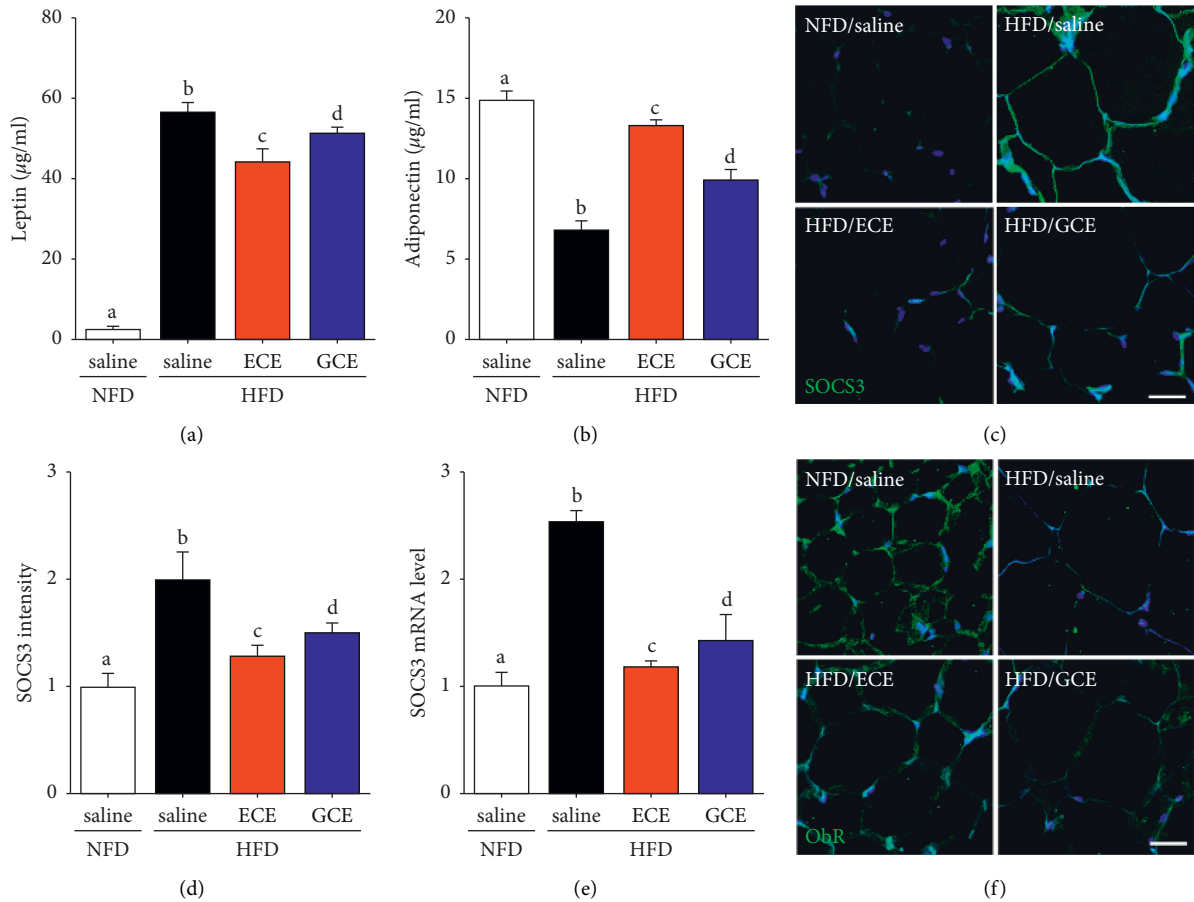 80
60
40
20
0
Leptin (µg/ml)
a
b
c
d
saline
saline
ECE
GCE
NFD
HFD
(a)
20
15
10
5
0
Adiponectin (µg/ml)
a
b
c
d
saline
saline
ECE
GCE
NFD
HFD
(b)
NFD/saline
HFD/saline
HFD/ECE
HFD/GCE
SOCS3
(c)
3
2
1
0
SOCS3 intensity
a
b
c
d
saline
saline
ECE
GCE
NFD
HFD
(d)
3
2
1
0
SOCS3 mRNA level
a
b
c
d
saline
saline
ECE
GCE
NFD
HFD
(e)
NFD/saline
HFD/saline
HFD/ECE
HFD/GCE
ObR
(f)